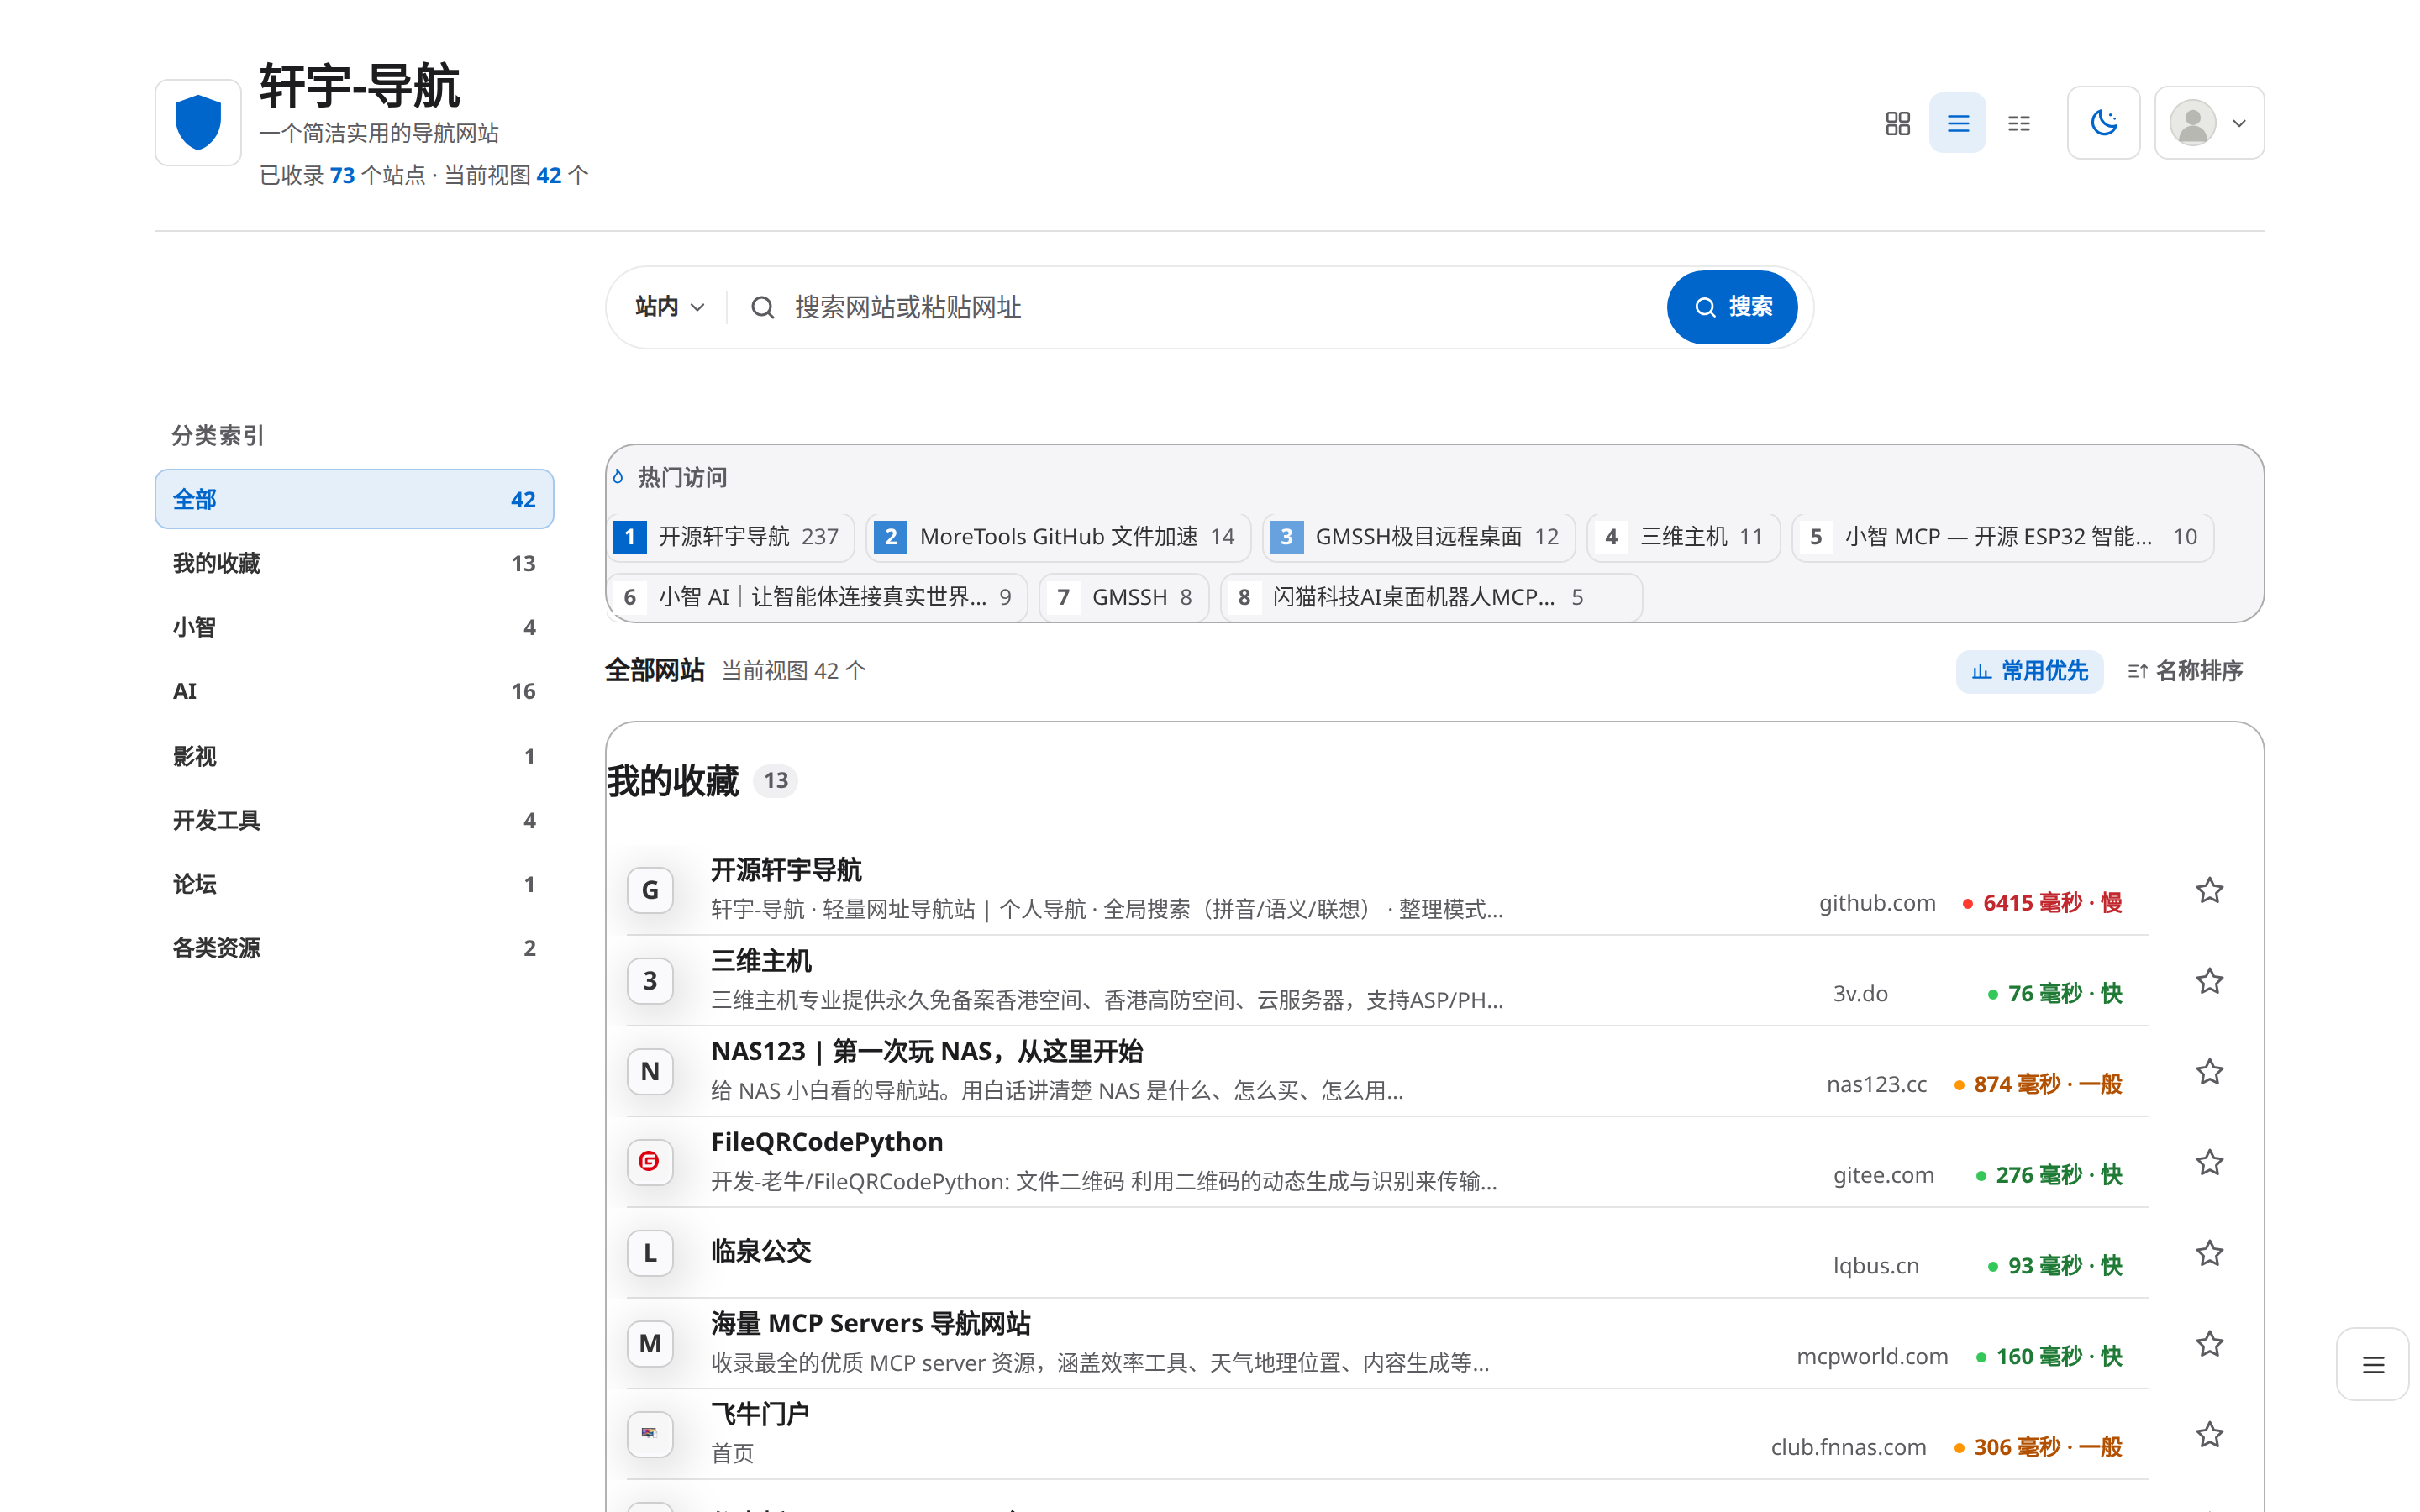 轩宇-导航
一个简洁实用的导航网站
已收录 73 个站点 · 当前视图 42 个
站内
搜索网站或粘贴网址
搜索
分类索引
全部 42
我的收藏 13
小智 4
AI 16
影视 1
开发工具 4
论坛 1
各类资源 2
热门访问
1 开源轩宇导航 237
2 MoreTools GitHub 文件加速 14
3 GMSSH极目远程桌面 12
4 三维主机 11
5 小智 MCP — 开源 ESP32 智能... 10
6 小智 AI｜让智能体连接真实世界... 9
7 GMSSH 8
8 闪猫科技AI桌面机器人MCP... 5
全部网站 当前视图 42 个
常用优先
名称排序
我的收藏 13
G
开源轩宇导航
轩宇-导航 · 轻量网址导航站 | 个人导航 · 全局搜索（拼音/语义/联想） · 整理模式...
github.com 6415 毫秒 · 慢
3
三维主机
三维主机专业提供永久免备案香港空间、香港高防空间、云服务器，支持ASP/PH...
3v.do 76 毫秒 · 快
N
NAS123 | 第一次玩 NAS，从这里开始
给 NAS 小白看的导航站。用白话讲清楚 NAS 是什么、怎么买、怎么用...
nas123.cc 874 毫秒 · 一般
G
FileQRCodePython
开发-老牛/FileQRCodePython: 文件二维码 利用二维码的动态生成与识别来传输...
gitee.com 276 毫秒 · 快
L
临泉公交
lqbus.cn 93 毫秒 · 快
M
海量 MCP Servers 导航网站
收录最全的优质 MCP server 资源，涵盖效率工具、天气地理位置、内容生成等...
mcpworld.com 160 毫秒 · 快
飞牛门户
首页
club.fnnas.com 306 毫秒 · 一般